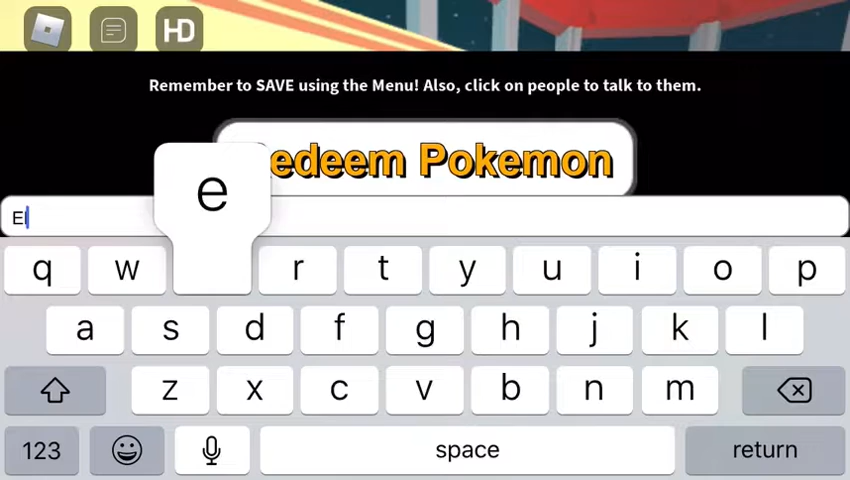 HD
Remember to SAVE using the Menu! Also, click on people to talk to them.
edeem Pokemon
e
El
q w r t y u i o p
a s d f g h j k l
z x c v b n m
123 space return